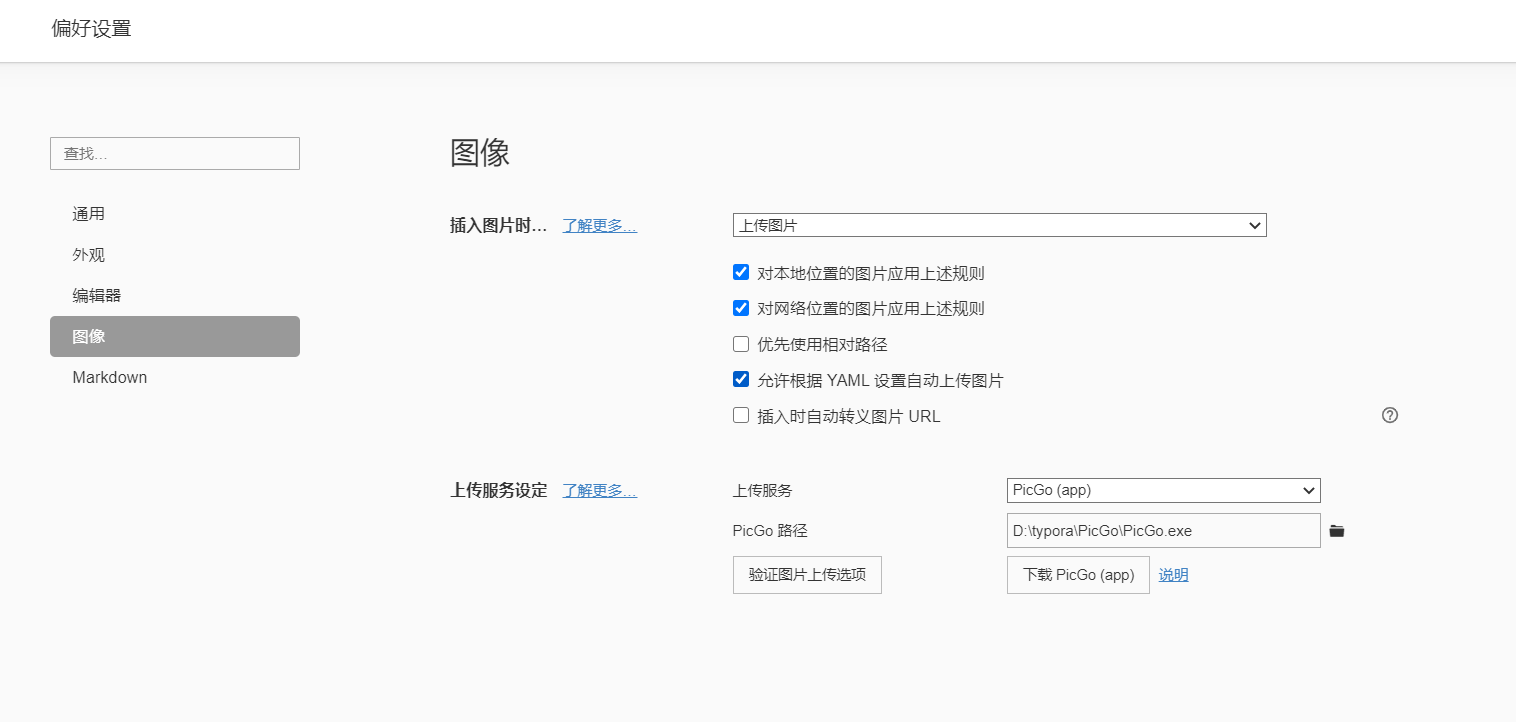 偏好设置
查找...
通用
外观
编辑器
图像
Markdown
图像
插入图片时... 了解更多... 上传图片
对本地位置的图片应用上述规则
对网络位置的图片应用上述规则
优先使用相对路径
允许根据 YAML 设置自动上传图片
插入时自动转义图片 URL ?
上传服务设定 了解更多... 上传服务 PicGo (app)
PicGo 路径 D:\typora\PicGo\PicGo.exe
验证图片上传选项 下载 PicGo (app) 说明